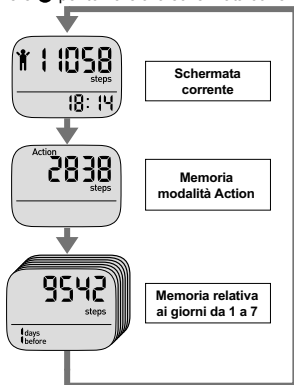 11058
steps
18:14
Schermata
corrente
Action
2838
steps
Memoria
modalità Action
9542
steps
1 days
before
Memoria relativa
ai giorni da 1 a 7